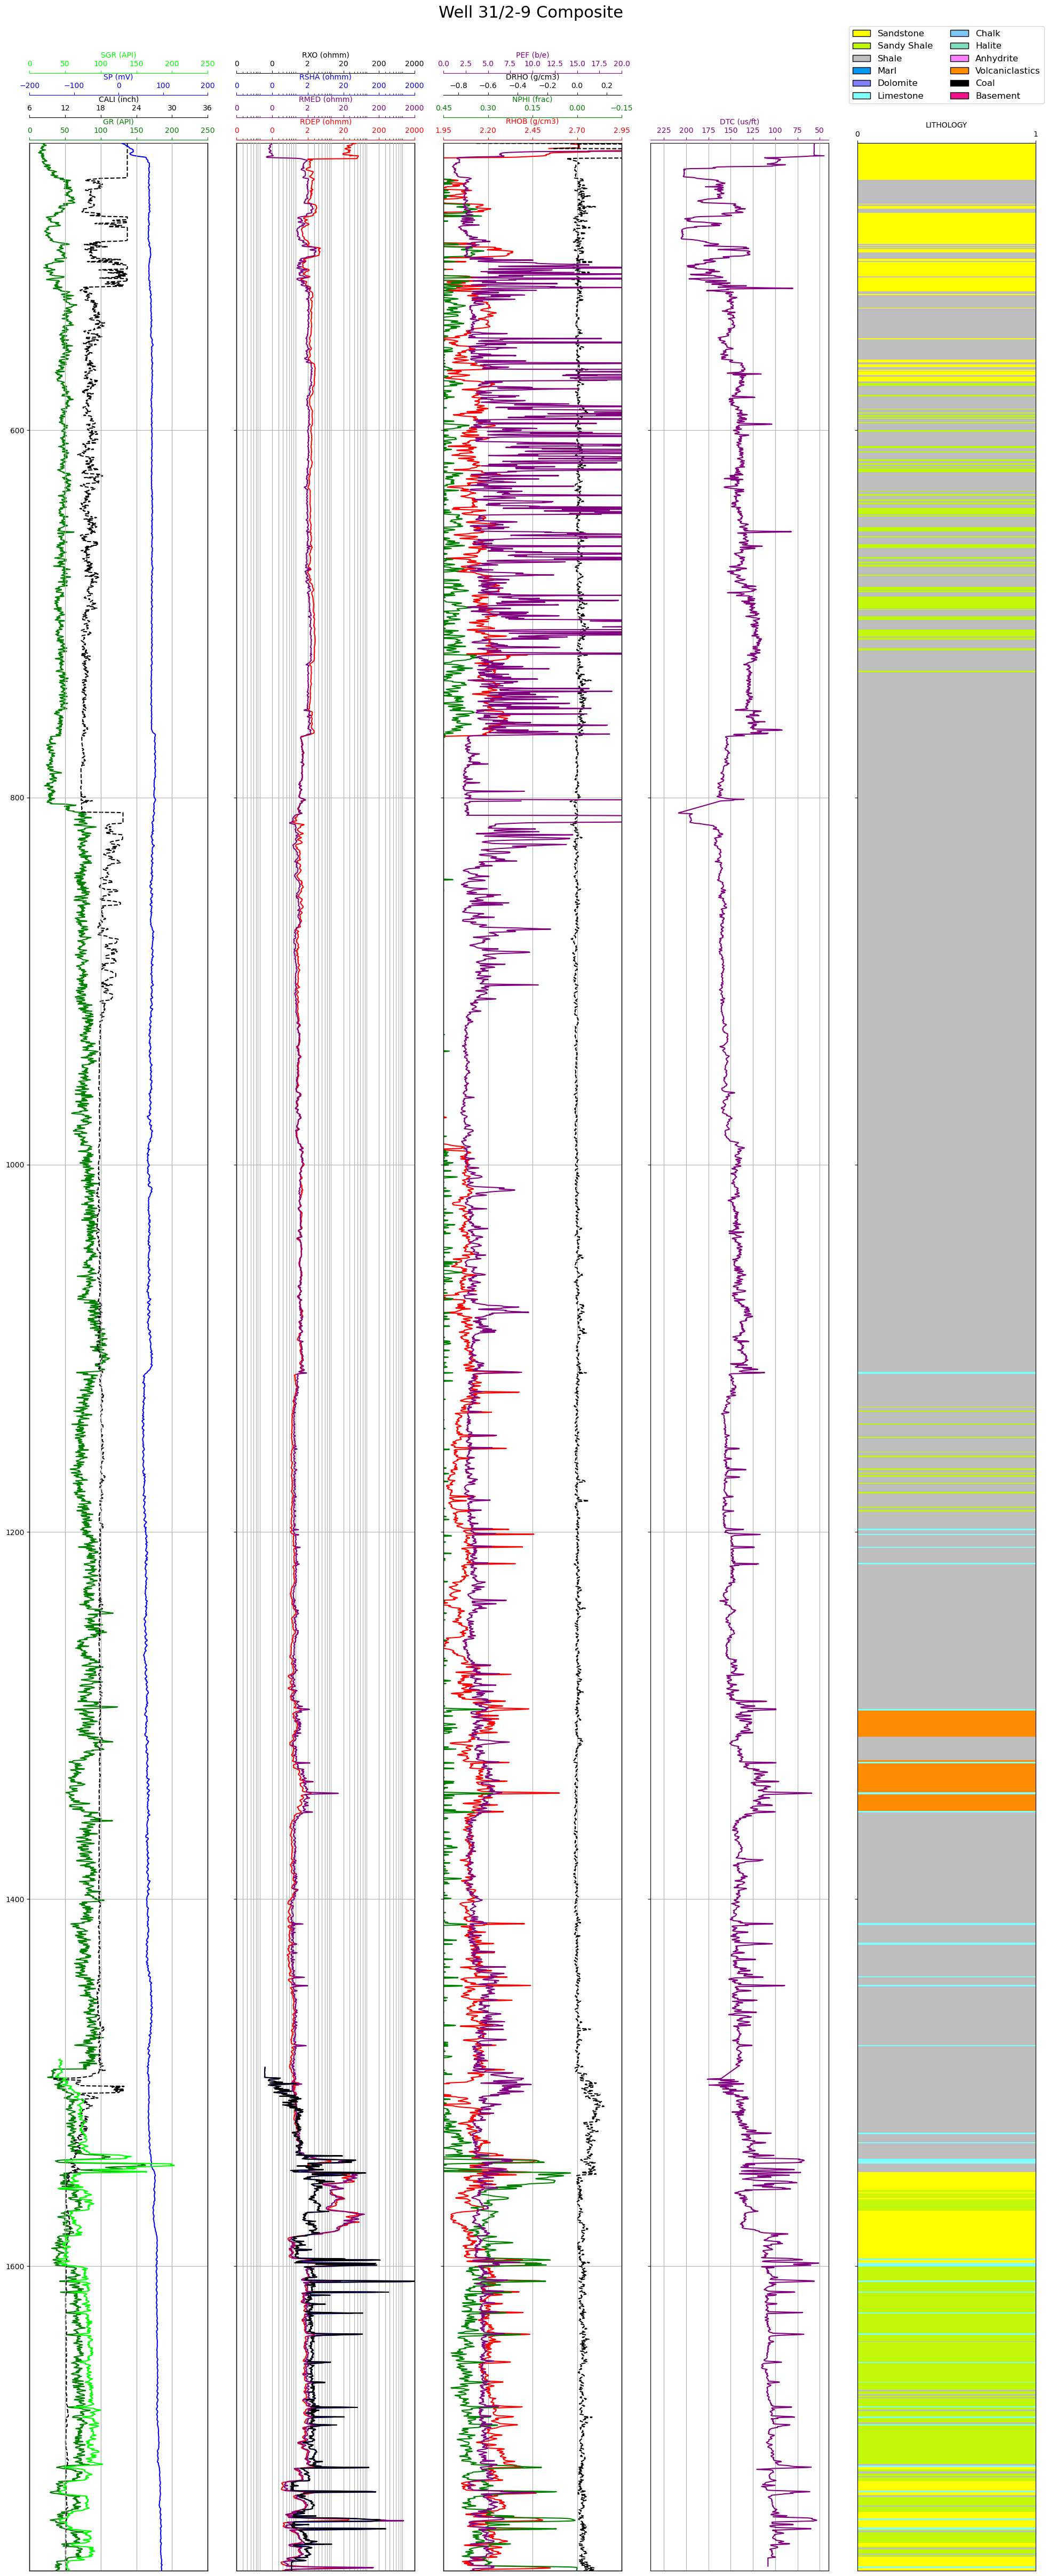 Well 31/2-9 Composite
Sandstone Chalk
Sandy Shale Halite
Shale Anhydrite
Marl Volcaniclastics
Dolomite Coal
Limestone Basement
SGR (API) RXO (ohmm) PEF (b/e)
0 50 100 150 200 250 0 0 2 20 200 2000 0.0 2.5 5.0 7.5 10.0 12.5 15.0 17.5 20.0
SP (mV) RSHA (ohmm) DRHO (g/cm3)
−200 −100 0 100 200 0 0 2 20 200 2000 −0.8 −0.6 −0.4 −0.2 0.0 0.2
CALI (inch) RMED (ohmm) NPHI (frac)
6 12 18 24 30 36 0 0 2 20 200 2000 0.45 0.30 0.15 0.00 −0.15
GR (API) RDEP (ohmm) RHOB (g/cm3) DTC (us/ft) LITHOLOGY
0 50 100 150 200 250 0 0 2 20 200 2000 1.95 2.20 2.45 2.70 2.95 225 200 175 150 125 100 75 50 0 1
600
800
1000
1200
1400
1600